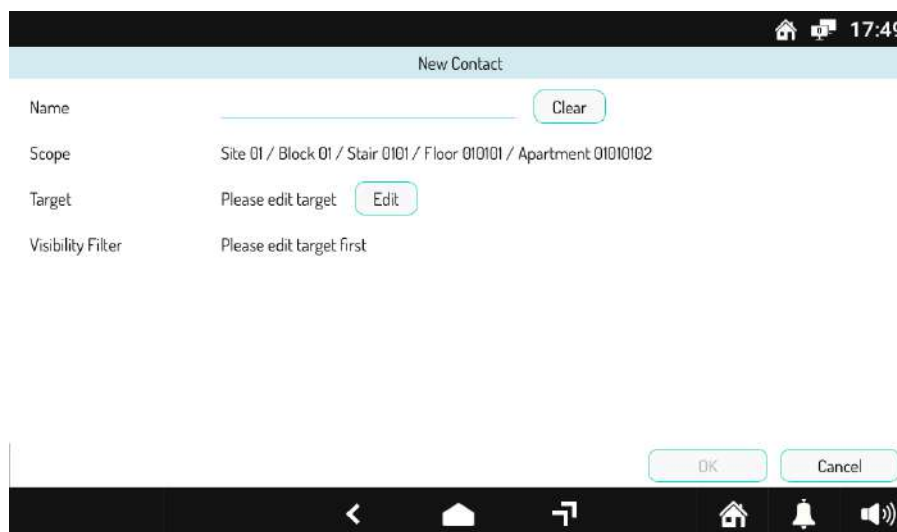 17:49
New Contact
Name Clear
Scope Site 01 / Block 01 / Stair 0101 / Floor 010101 / Apartment 01010102
Target Please edit target Edit
Visibility Filter Please edit target first
OK Cancel